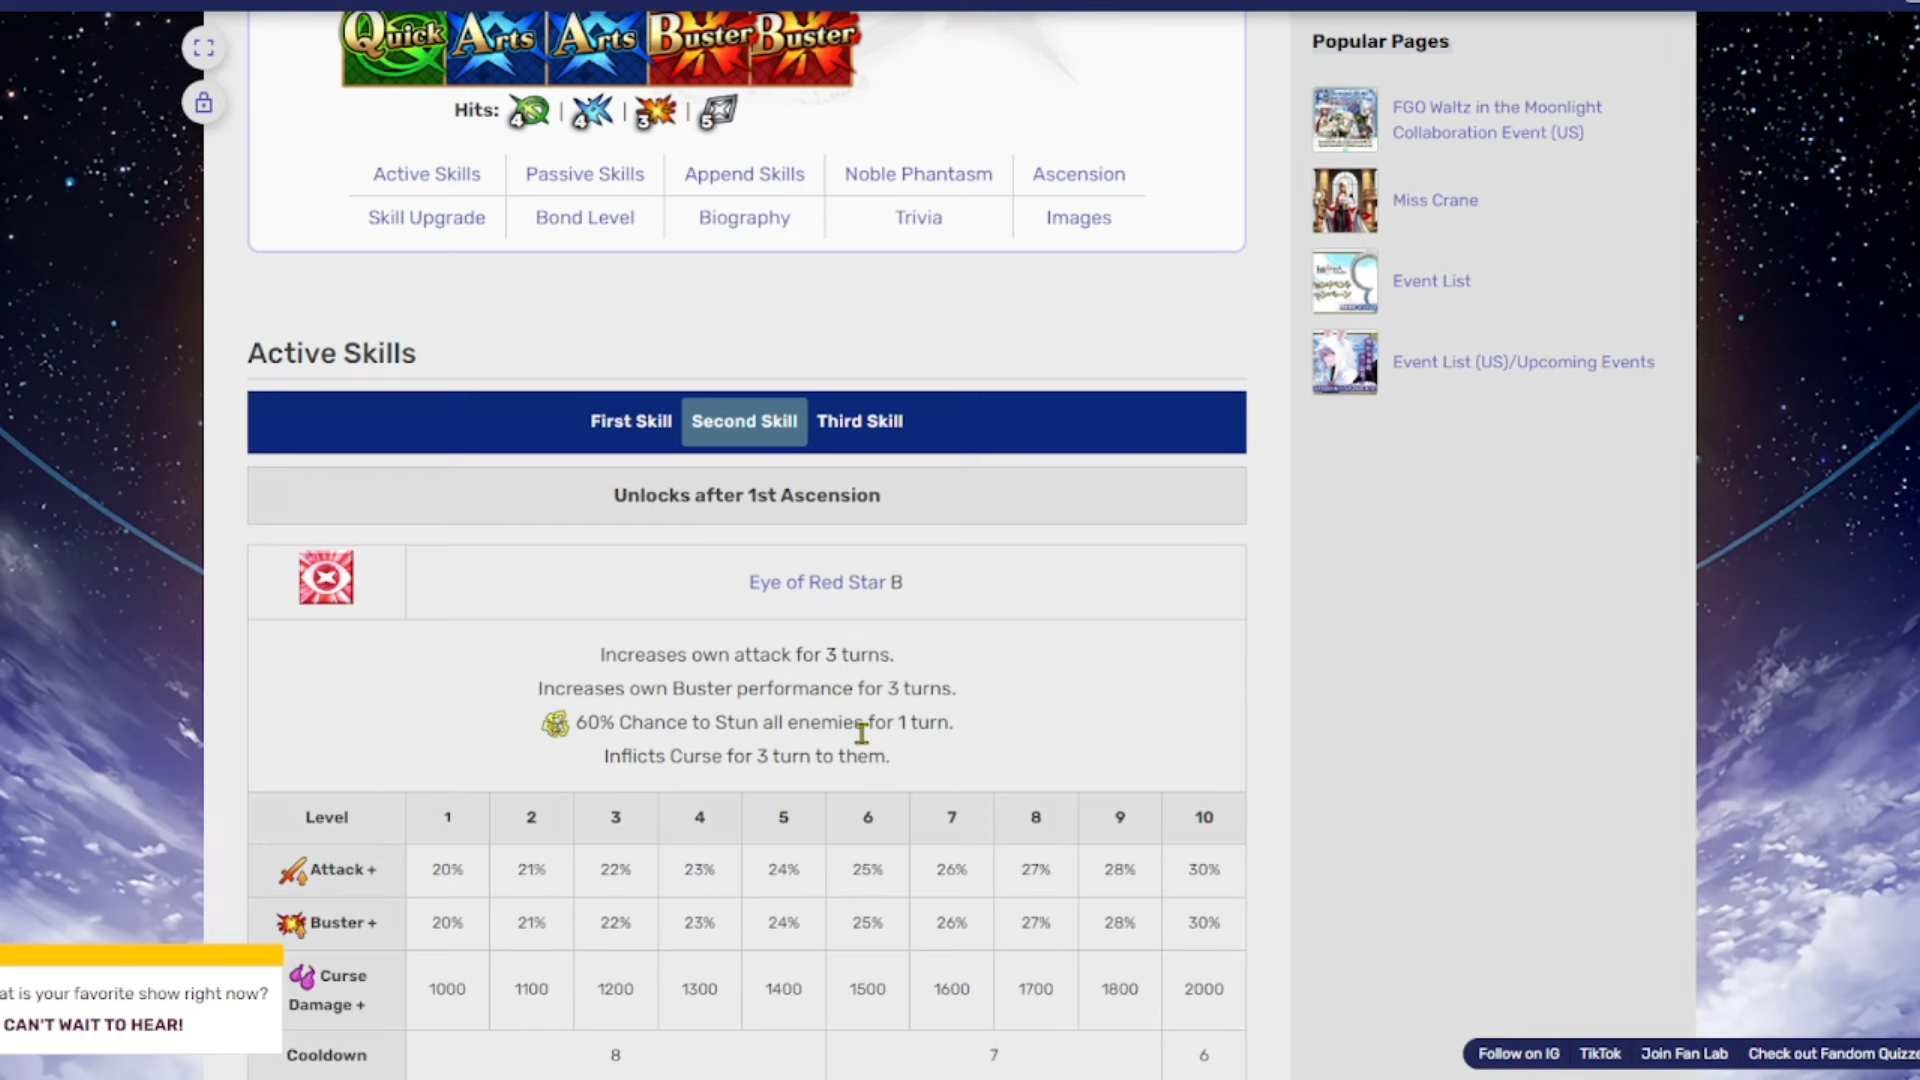 Quick Arts Arts Buster Buster
Hits: 4 | 4 | 3 | 5
Active Skills Passive Skills Append Skills Noble Phantasm Ascension
Skill Upgrade Bond Level Biography Trivia Images
Active Skills
First Skill Second Skill Third Skill
Unlocks after 1st Ascension
Eye of Red Star B
Increases own attack for 3 turns.
Increases own Buster performance for 3 turns.
60% Chance to Stun all enemies for 1 turn.
Inflicts Curse for 3 turn to them.
Level 1 2 3 4 5 6 7 8 9 10
Attack + 20% 21% 22% 23% 24% 25% 26% 27% 28% 30%
Buster + 20% 21% 22% 23% 24% 25% 26% 27% 28% 30%
Curse
Damage + 1000 1100 1200 1300 1400 1500 1600 1700 1800 2000
Cooldown 8 7 6
Popular Pages
FGO Waltz in the Moonlight
Collaboration Event (US)
Miss Crane
Event List
Event List (US)/Upcoming Events
at is your favorite show right now?
CAN'T WAIT TO HEAR!
Follow on IG TikTok Join Fan Lab Check out Fandom Quizze